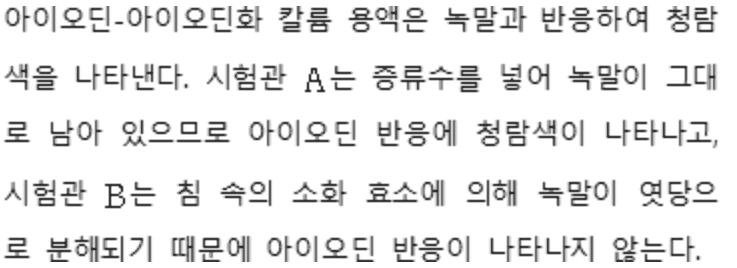 아이오딘-아이오딘화 칼륨 용액은 녹말과 반응하여 청람
색을 나타낸다. 시험관 A는 증류수를 넣어 녹말이 그대
로 남아 있으므로 아이오딘 반응에 청람색이 나타나고,
시험관 B는 침 속의 소화 효소에 의해 녹말이 엿당으
로 분해되기 때문에 아이오딘 반응이 나타나지 않는다.